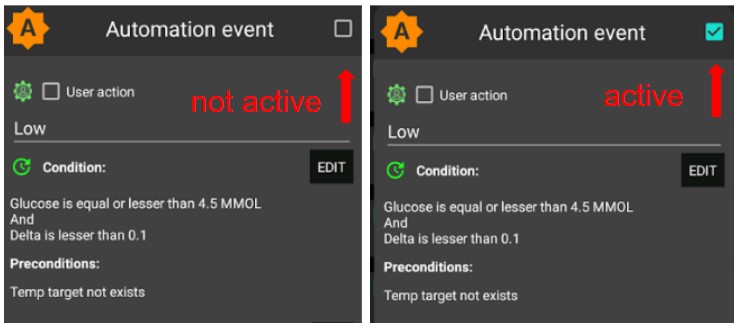 A
Automation event
User action
not active
Low
Condition:
EDIT
Glucose is equal or lesser than 4.5 MMOL
And
Delta is lesser than 0.1
Preconditions:
Temp target not exists
A
Automation event
User action
active
Low
Condition:
EDIT
Glucose is equal or lesser than 4.5 MMOL
And
Delta is lesser than 0.1
Preconditions:
Temp target not exists